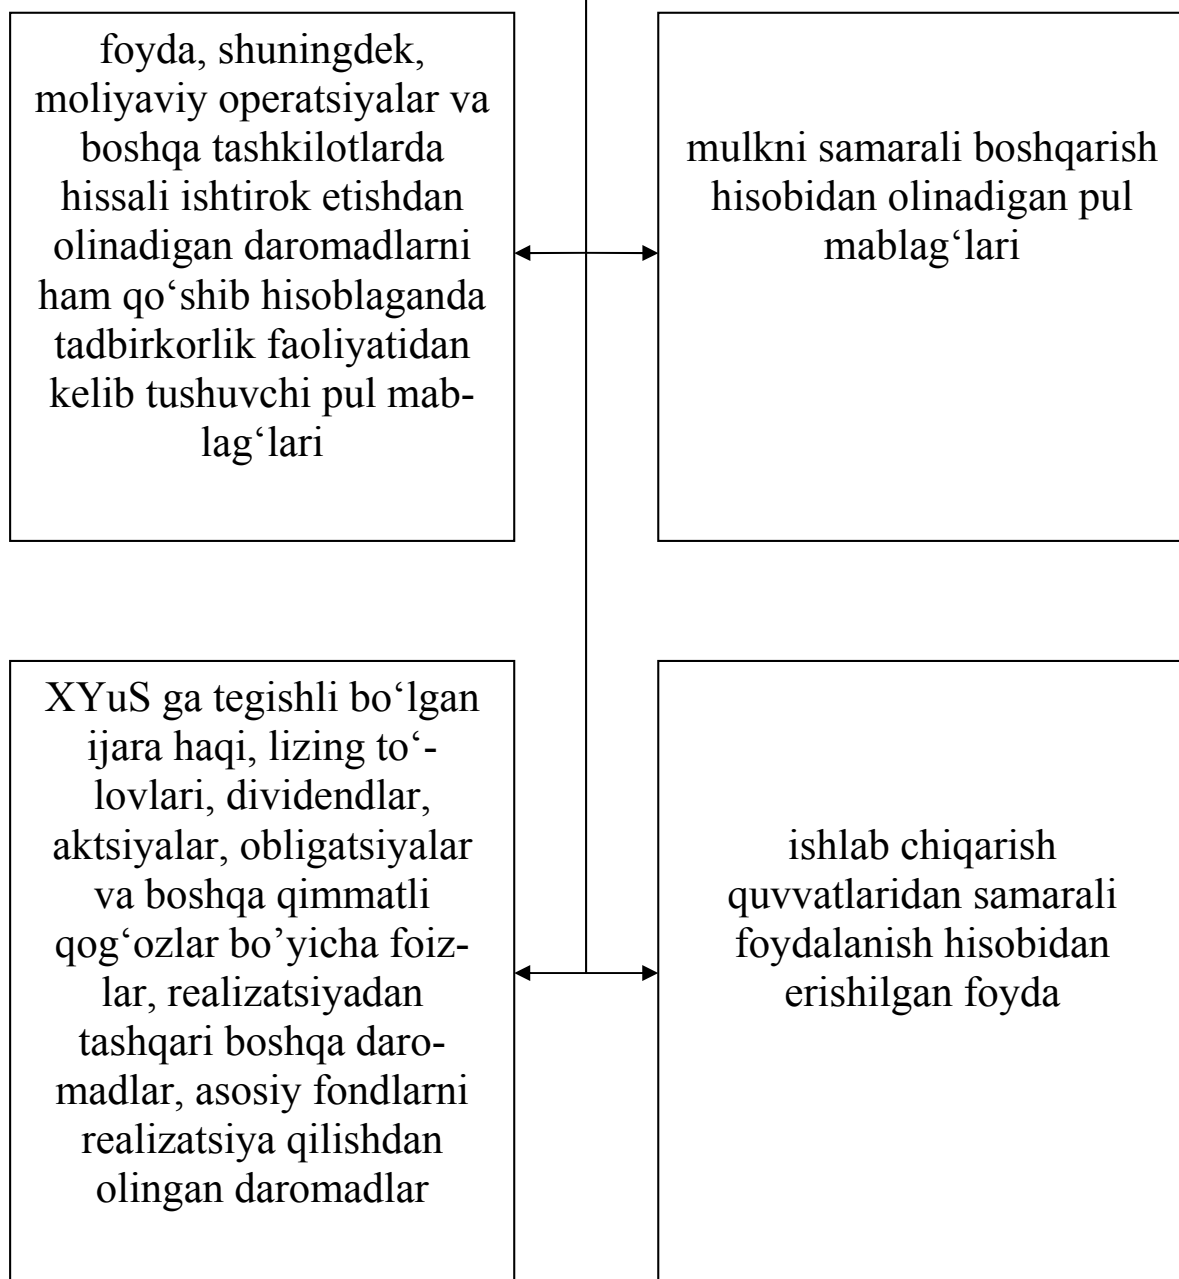 foyda, shuningdek,
moliyaviy operatsiyalar va
boshqa tashkilotlarda
hissali ishtirok etishdan
olinadigan daromadlarni
ham qo‘shib hisoblaganda
tadbirkorlik faoliyatidan
kelib tushuvchi pul mab-
lag‘lari
mulkni samarali boshqarish
hisobidan olinadigan pul
mablag‘lari
XYuS ga tegishli bo‘lgan
ijara haqi, lizing to‘-
lovlari, dividendlar,
aktsiyalar, obligatsiyalar
va boshqa qimmatli
qog‘ozlar bo’yicha foiz-
lar, realizatsiyadan
tashqari boshqa daro-
madlar, asosiy fondlarni
realizatsiya qilishdan
olingan daromadlar
ishlab chiqarish
quvvatlaridan samarali
foydalanish hisobidan
erishilgan foyda